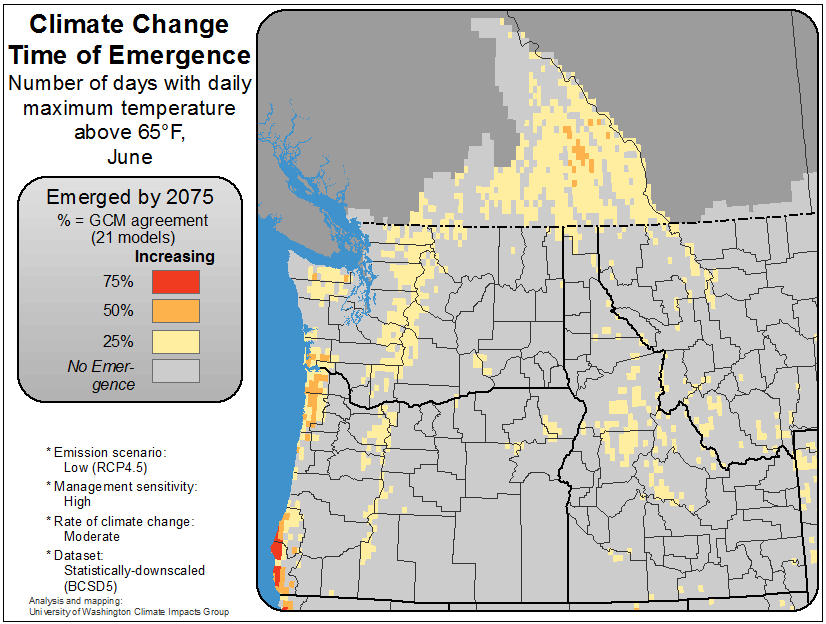 Climate Change
Time of Emergence
Number of days with daily
maximum temperature
above 65°F,
June
Emerged by 2075
% = GCM agreement
(21 models)
Increasing
75%
50%
25%
No Emer-
gence
* Emission scenario:
Low (RCP4.5)
* Management sensitivity:
High
* Rate of climate change:
Moderate
* Dataset:
Statistically-downscaled
(BCSD5)
Analysis and mapping:
University of Washington Climate Impacts Group